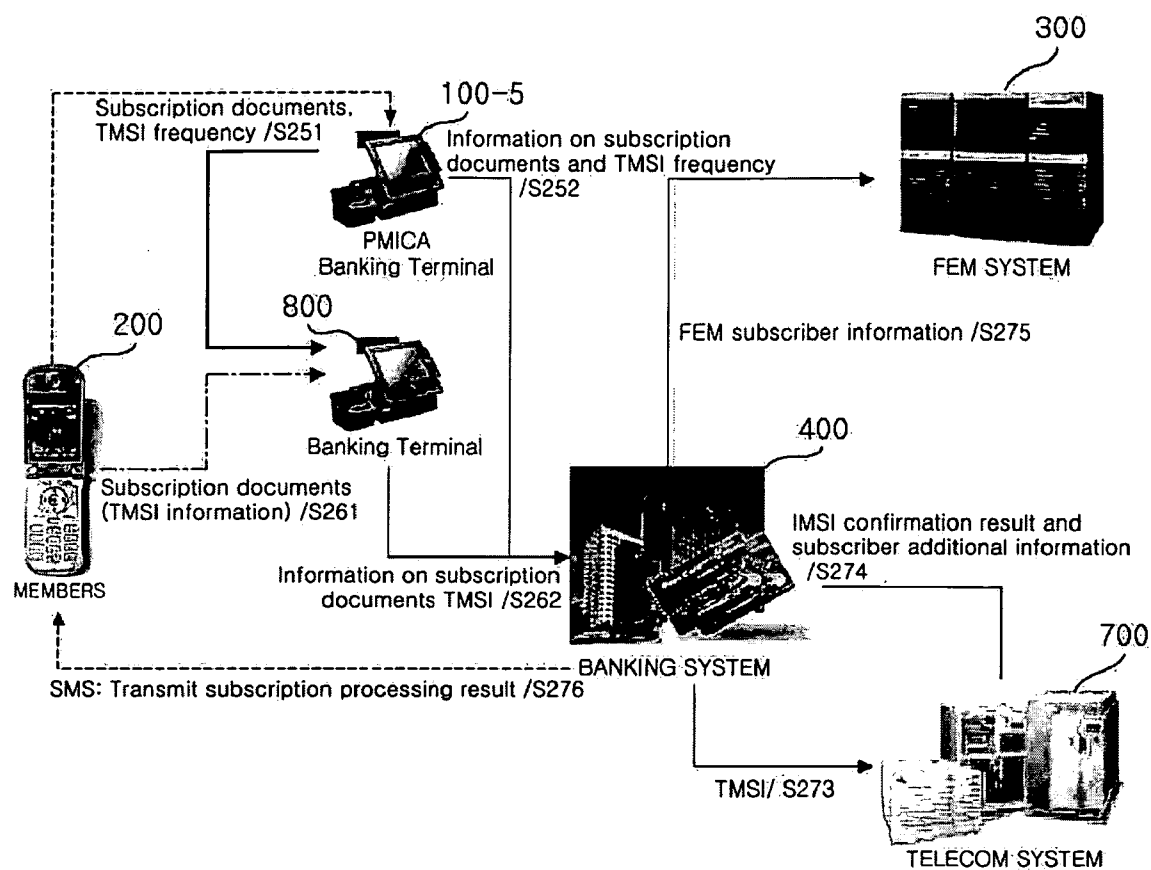 300
Subscription documents,
TMSI frequency /S251
100-5
Information on subscription
documents and TMSI frequency
/S252
PMICA
Banking Terminal
FEM SYSTEM
200
800
FEM subscriber information /S275
Banking Terminal
400
Subscription documents
(TMSI information) /S261
IMSI confirmation result and
subscriber additional information
/S274
MEMBERS
Information on subscription
documents TMSI /S262
700
BANKING SYSTEM
SMS: Transmit subscription processing result /S276
TMSI/ S273
TELECOM SYSTEM